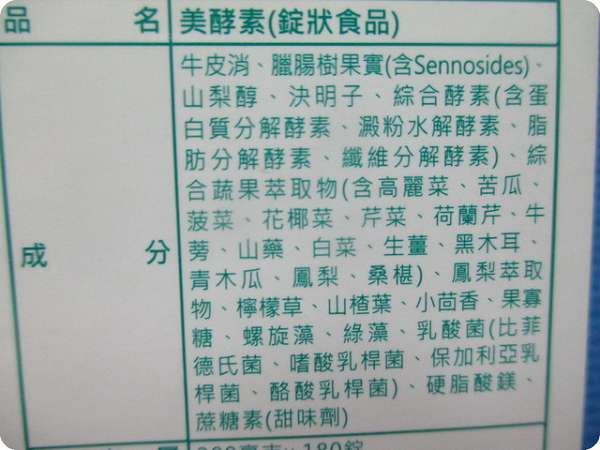 品名 美酵素(錠狀食品)
成分 牛皮消、臘腸樹果實(含Sennosides)、
山梨醇、決明子、綜合酵素(含蛋
白質分解酵素、澱粉水解酵素、脂
肪分解酵素、纖維分解酵素)、綜
合蔬果萃取物(含高麗菜、苦瓜、
菠菜、花椰菜、芹菜、荷蘭芹、牛
蒡、山藥、白菜、生薑、黑木耳、
青木瓜、鳳梨、桑椹)、鳳梨萃取
物、檸檬草、山楂葉、小茴香、果寡
糖、螺旋藻、綠藻、乳酸菌(比菲
德氏菌、嗜酸乳桿菌、保加利亞乳
桿菌、酪酸乳桿菌)、硬脂酸鎂、
蔗糖素(甜味劑)
180錠